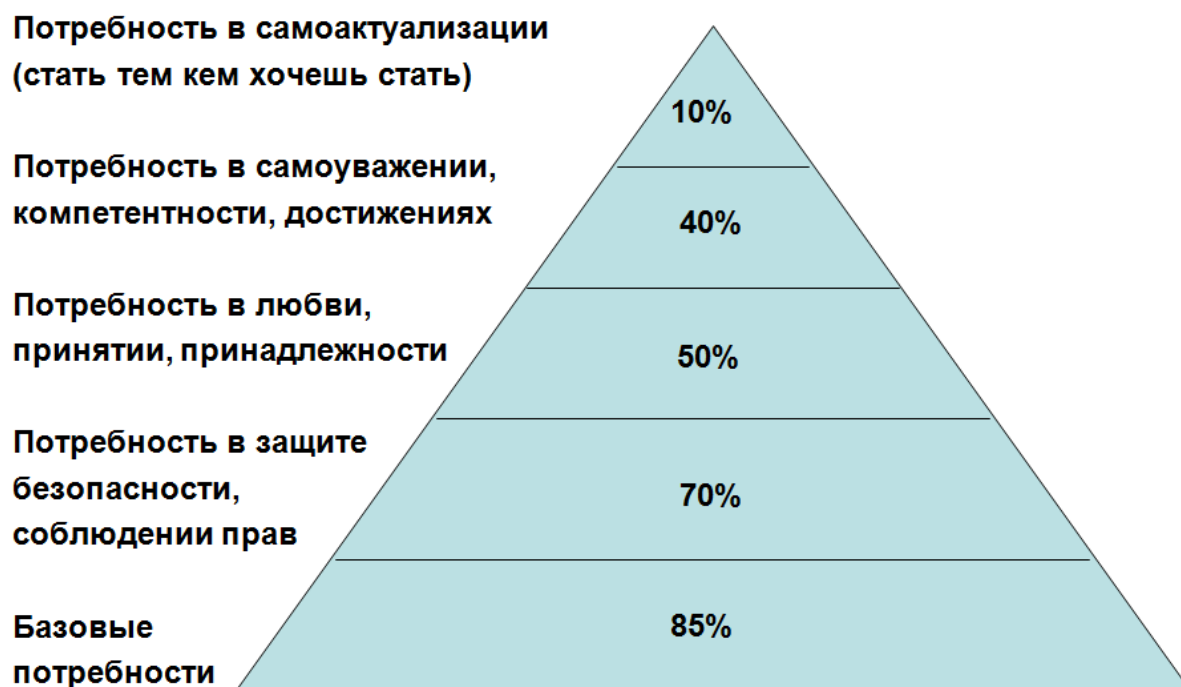 Потребность в самоактуализации
(стать тем кем хочешь стать)
10%
Потребность в самоуважении,
компетентности, достижениях
40%
Потребность в любви,
принятии, принадлежности
50%
Потребность в защите
безопасности,
соблюдении прав
70%
Базовые
потребности
85%